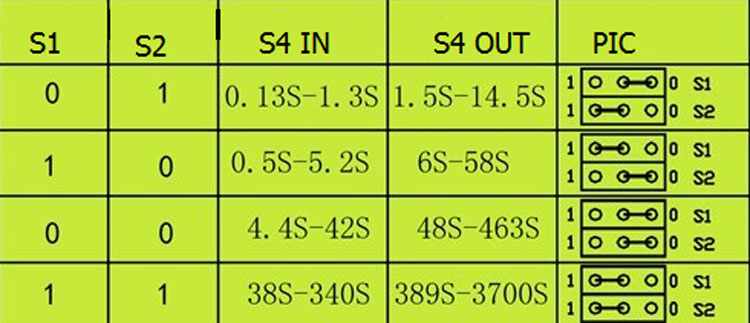 S1 S2 S4 IN S4 OUT PIC
0 1 0.13S-1.3S 1.5S-14.5S 1 0 S1
1 0 S2
1 0 0.5S-5.2S 6S-58S 1 0 S1
1 0 S2
0 0 4.4S-42S 48S-463S 1 0 S1
1 0 S2
1 1 38S-340S 389S-3700S 1 0 S1
1 0 S2